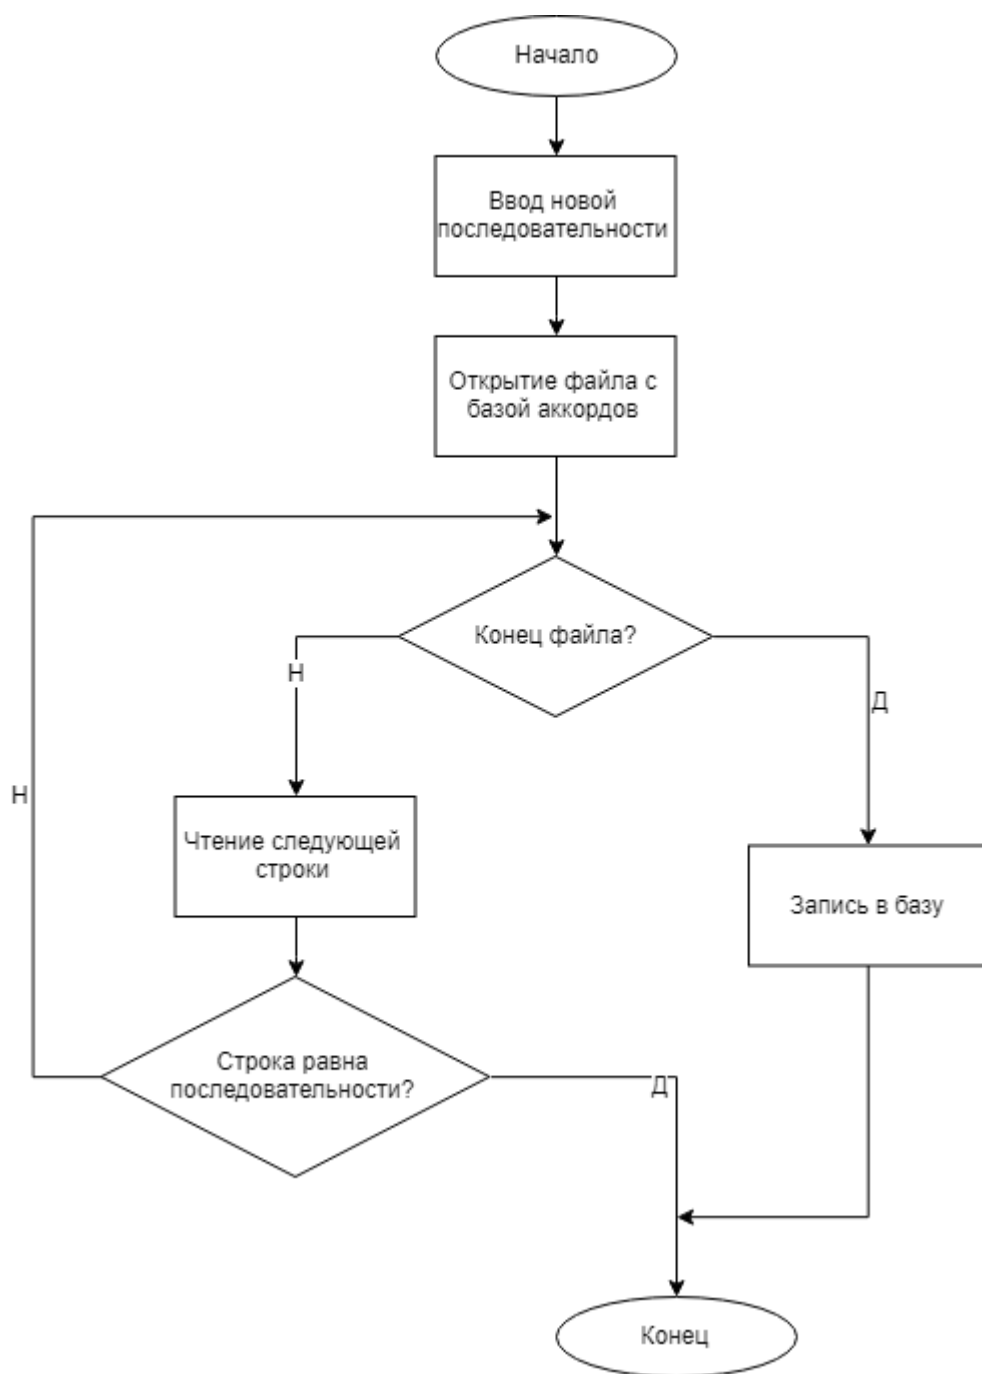 Начало
Ввод новой
последовательности
Открытие файла с
базой аккордов
Конец файла?
Н
Д
Н
Чтение следующей
строки
Запись в базу
Строка равна
последовательности?
Д
Конец